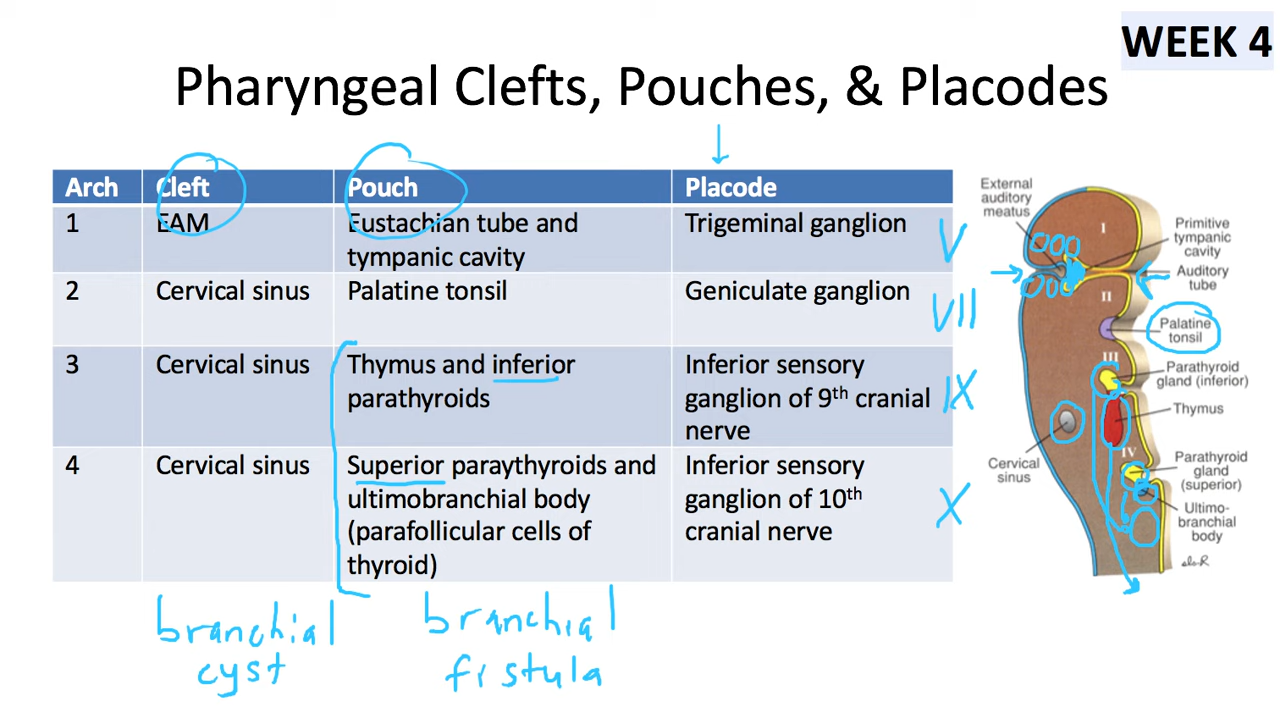 WEEK 4
Pharyngeal Clefts, Pouches, & Placodes
Arch Cleft Pouch Placode
1 EAM Eustachian tube and tympanic cavity Trigeminal ganglion V
2 Cervical sinus Palatine tonsil Geniculate ganglion VII
3 Cervical sinus Thymus and inferior parathyroids Inferior sensory ganglion of 9th cranial nerve IX
4 Cervical sinus Superior paraythyroids and ultimobranchial body (parafollicular cells of thyroid) Inferior sensory ganglion of 10th cranial nerve X
branchial
cyst
branchial
fistula
External
auditory
meatus
I
Primitive
tympanic
cavity
Auditory
tube
II
Palatine
tonsil
III
Parathyroid
gland (inferior)
Thymus
IV
Cervical
sinus
Parathyroid
gland
(superior)
Ultimo-
branchial
body